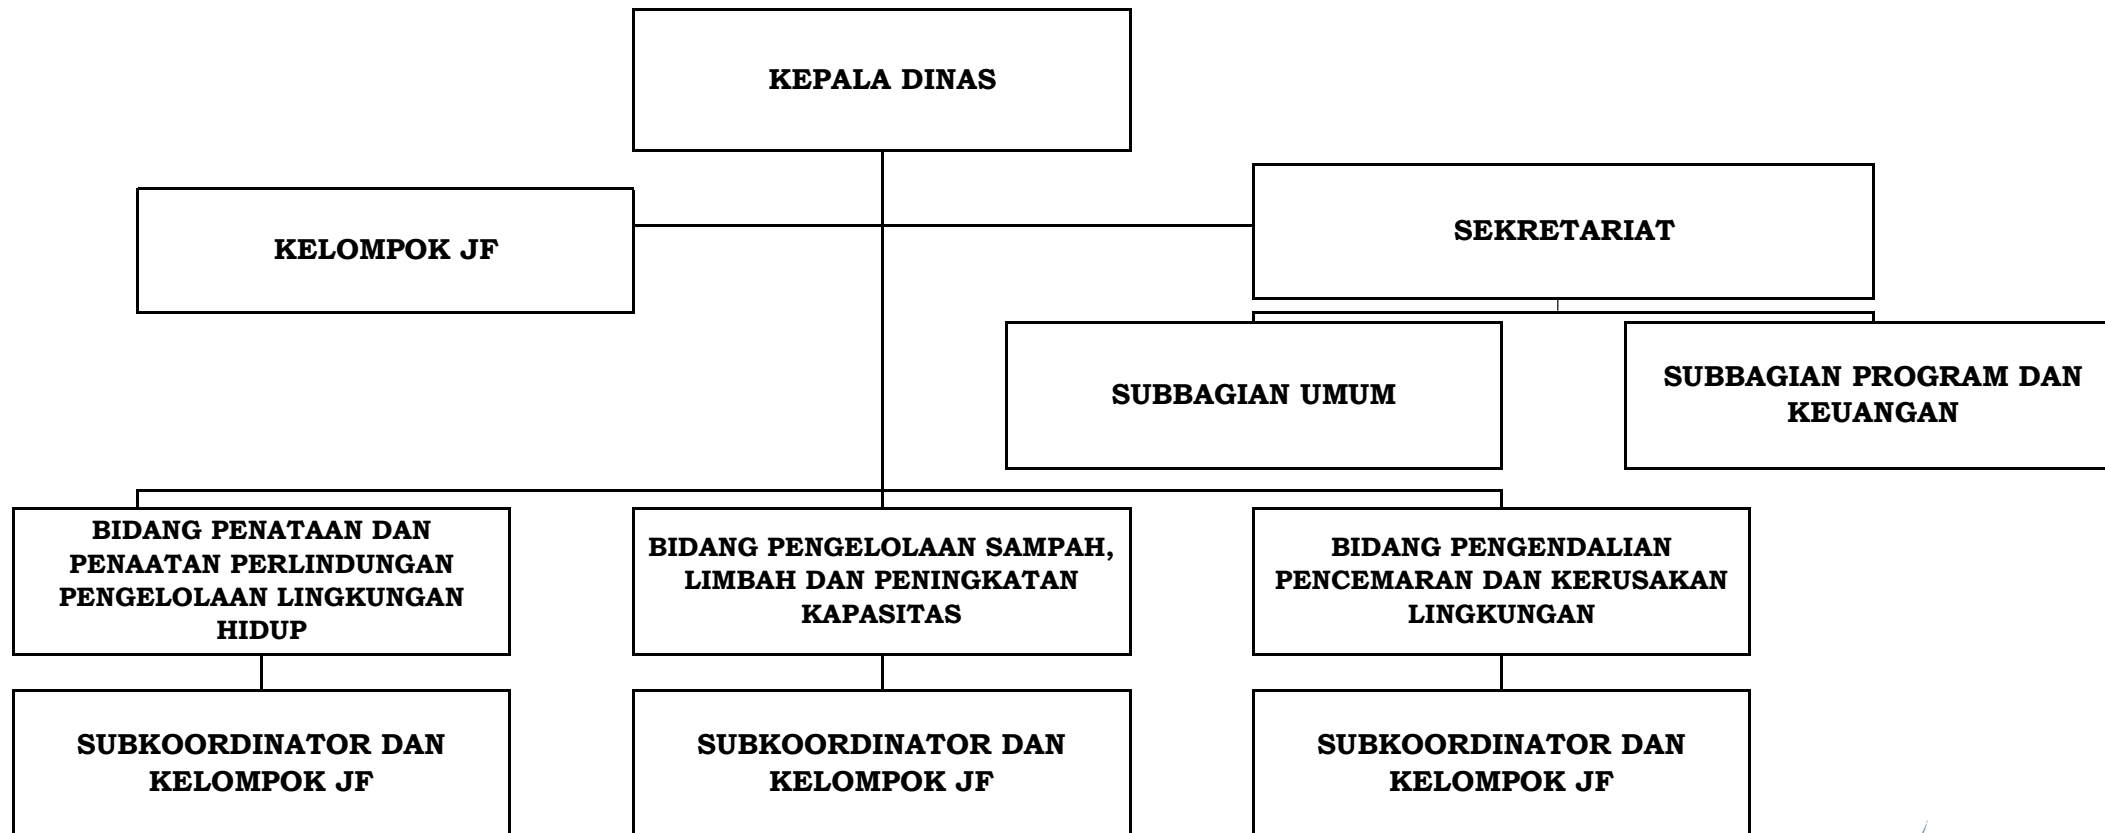 KEPALA DINAS
KELOMPOK JF
SEKRETARIAT
SUBBAGIAN UMUM
SUBBAGIAN PROGRAM DAN
KEUANGAN
BIDANG PENATAAN DAN
PENAATAN PERLINDUNGAN
PENGELOLAAN LINGKUNGAN
HIDUP
BIDANG PENGELOLAAN SAMPAH,
LIMBAH DAN PENINGKATAN
KAPASITAS
BIDANG PENGENDALIAN
PENCEMARAN DAN KERUSAKAN
LINGKUNGAN
SUBKOORDINATOR DAN
KELOMPOK JF
SUBKOORDINATOR DAN
KELOMPOK JF
SUBKOORDINATOR DAN
KELOMPOK JF